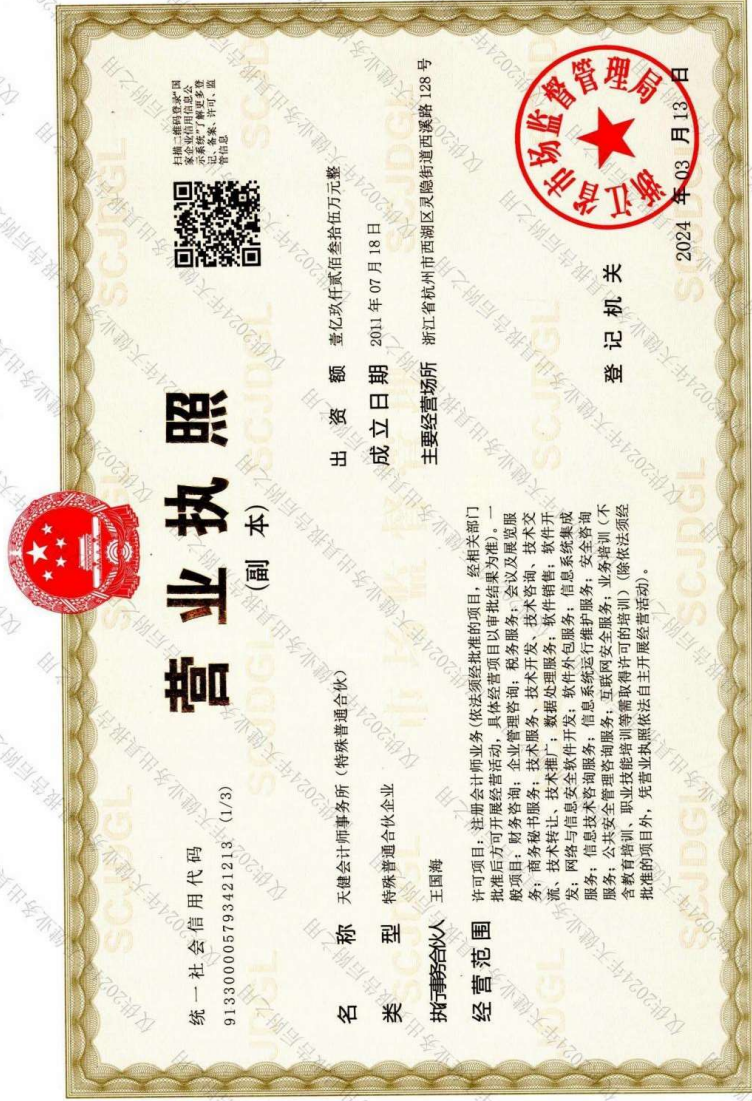 统一社会信用代码
913300005793421213 (1/3)
营业执照
(副 本)
扫描二维码登录“国
家企业信用信息公
示系统”了解更多登
记、备案、许可、监
管信息
名 称 天健会计师事务所(特殊普通合伙)
类 型 特殊普通合伙企业
执行事务合伙人 王国海
经营范围 许可项目:注册会计师业务(依法须经批准的项目,经相关部门
批准后方可开展经营活动,具体经营项目以审批结果为准)。一
般项目:财务咨询;企业管理咨询;税务服务;会议及展览服
务;商务秘书服务;技术服务、技术开发、技术咨询、技术交
流、技术转让、技术推广;数据处理服务;软件销售;软件开
发;网络与信息安全软件开发;软件外包服务;信息系统集成
服务;信息技术咨询服务;信息系统运行维护服务;安全咨询
服务;公共安全管理咨询服务;互联网安全服务;业务培训(不
含教育培训、职业技能培训等需取得许可的培训)(除依法须经
批准的项目外,凭营业执照依法自主开展经营活动)。
出 资 额 壹亿玖仟贰佰叁拾伍万元整
成立日期 2011年07月18日
主要经营场所 浙江省杭州市西湖区灵隐街道西溪路128号
登记机关
浙江省市场监督管理局
2024年03月13日
SCJDGL
仅供2024年天健业务出具报告后附之用